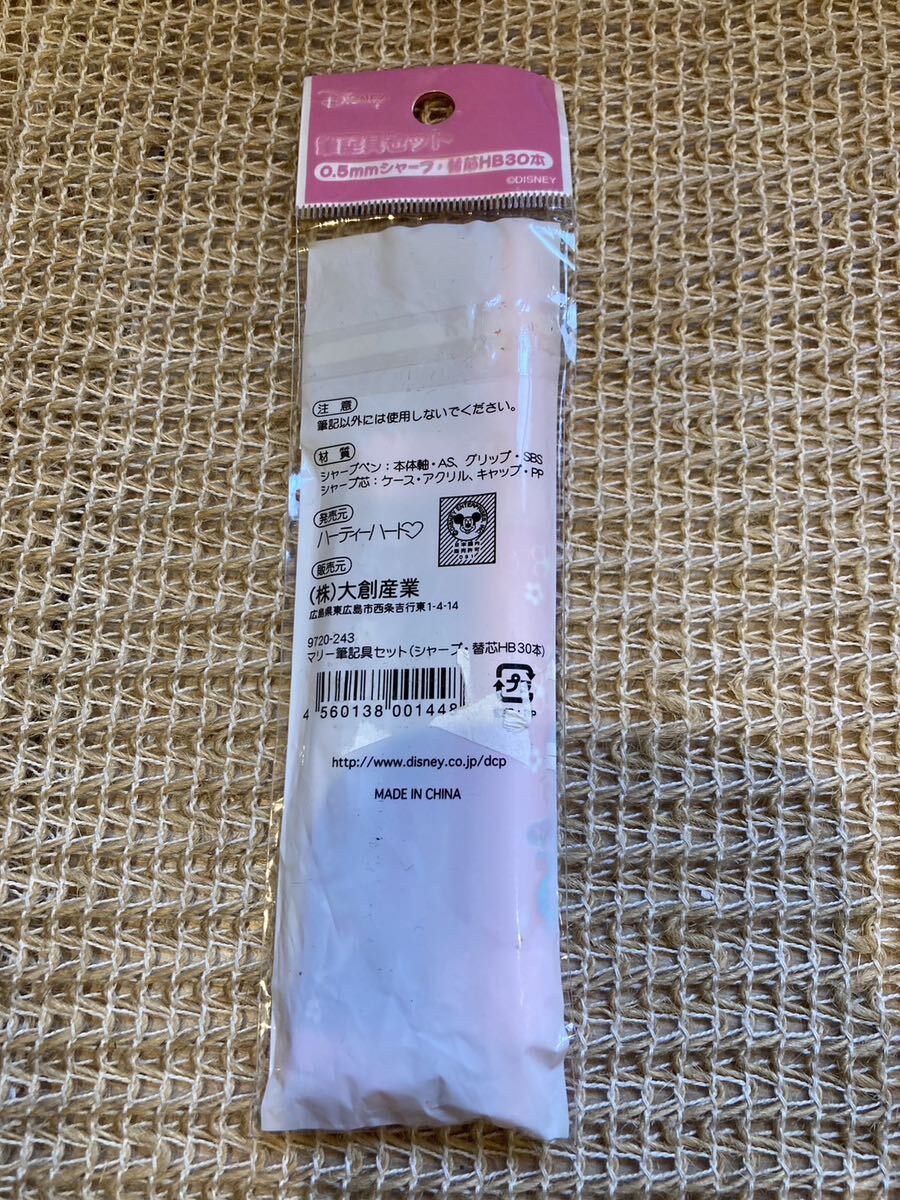 Disney
筆記具セット
0.5mmシャープ・替芯HB30本
©DISNEY
注意
筆記以外には使用しないでください。
材質
シャープペン：本体軸・AS、グリップ・SBS
シャープ芯：ケース・アクリル、キャップ・PP
発売元
ハーティーハート♡
販売元
(株)大創産業
広島県東広島市西条吉行東1-4-14
9720-243
マリー筆記具セット（シャープ・替芯HB30本）
プラ
4 560138 001448
http://www.disney.co.jp/dcp
MADE IN CHINA